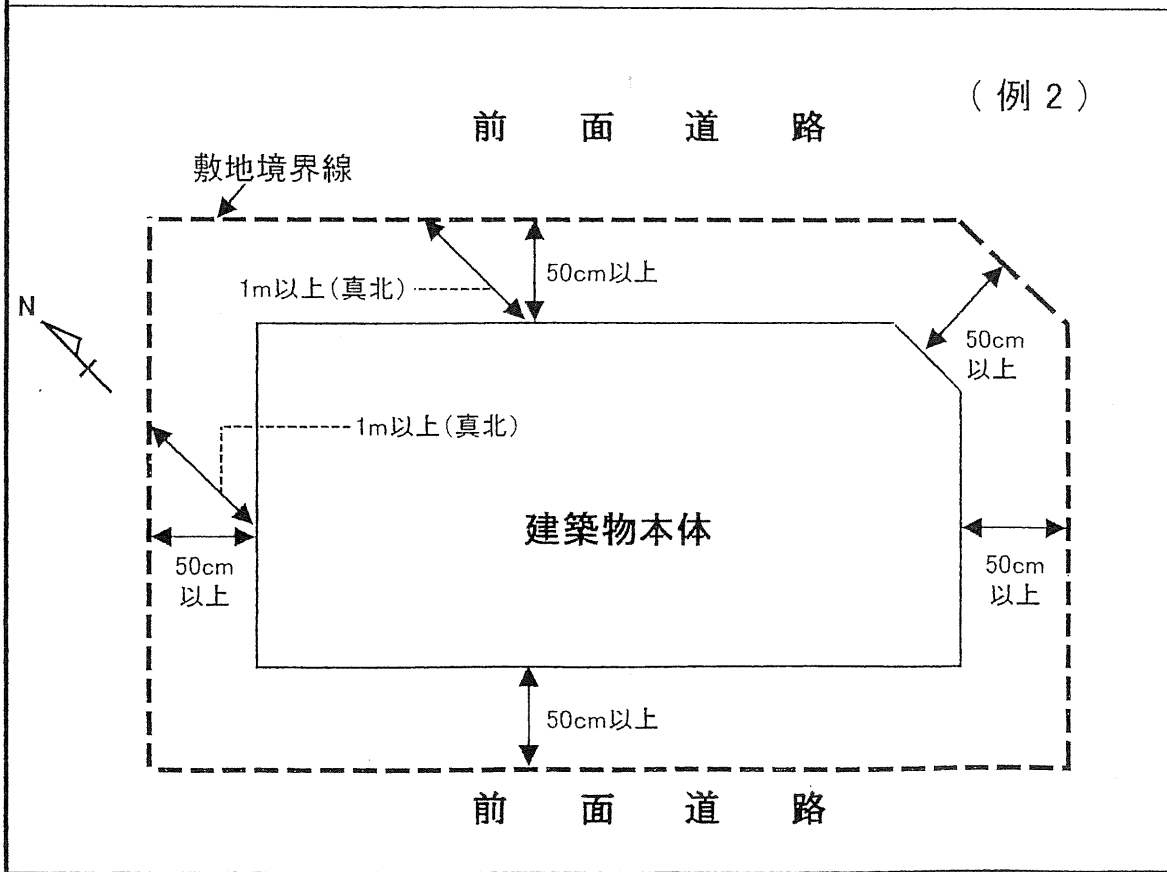 （例2）
前面道路
敷地境界線
50cm以上
1m以上（真北）
N
50cm
以上
1m以上（真北）
建築物本体
50cm
以上
50cm
以上
50cm以上
前面道路